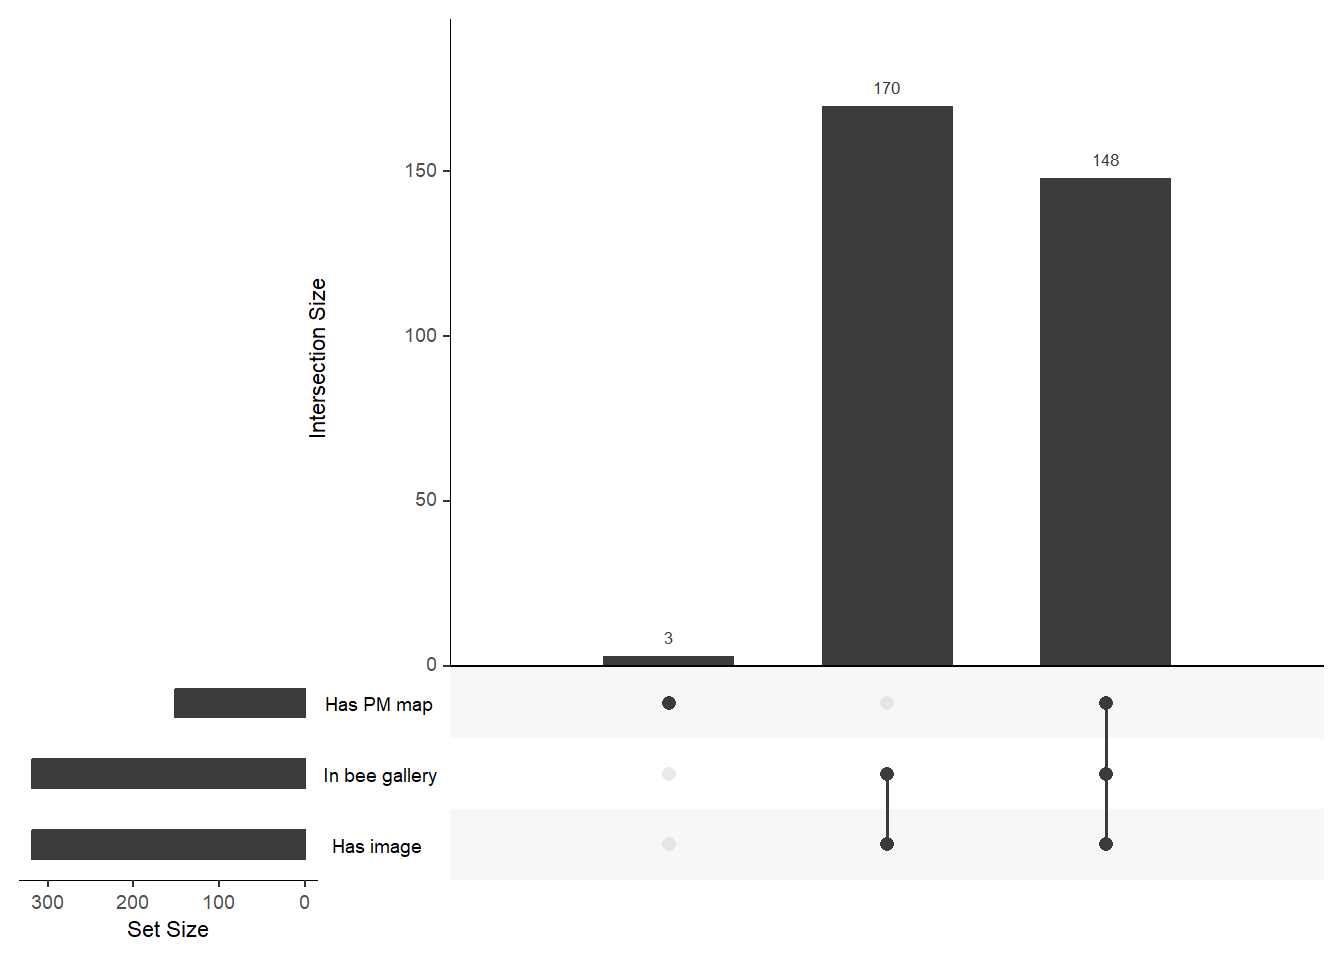 170
148
150
100
50
0
3
Intersection Size
Has PM map
In bee gallery
Has image
300 200 100 0
Set Size